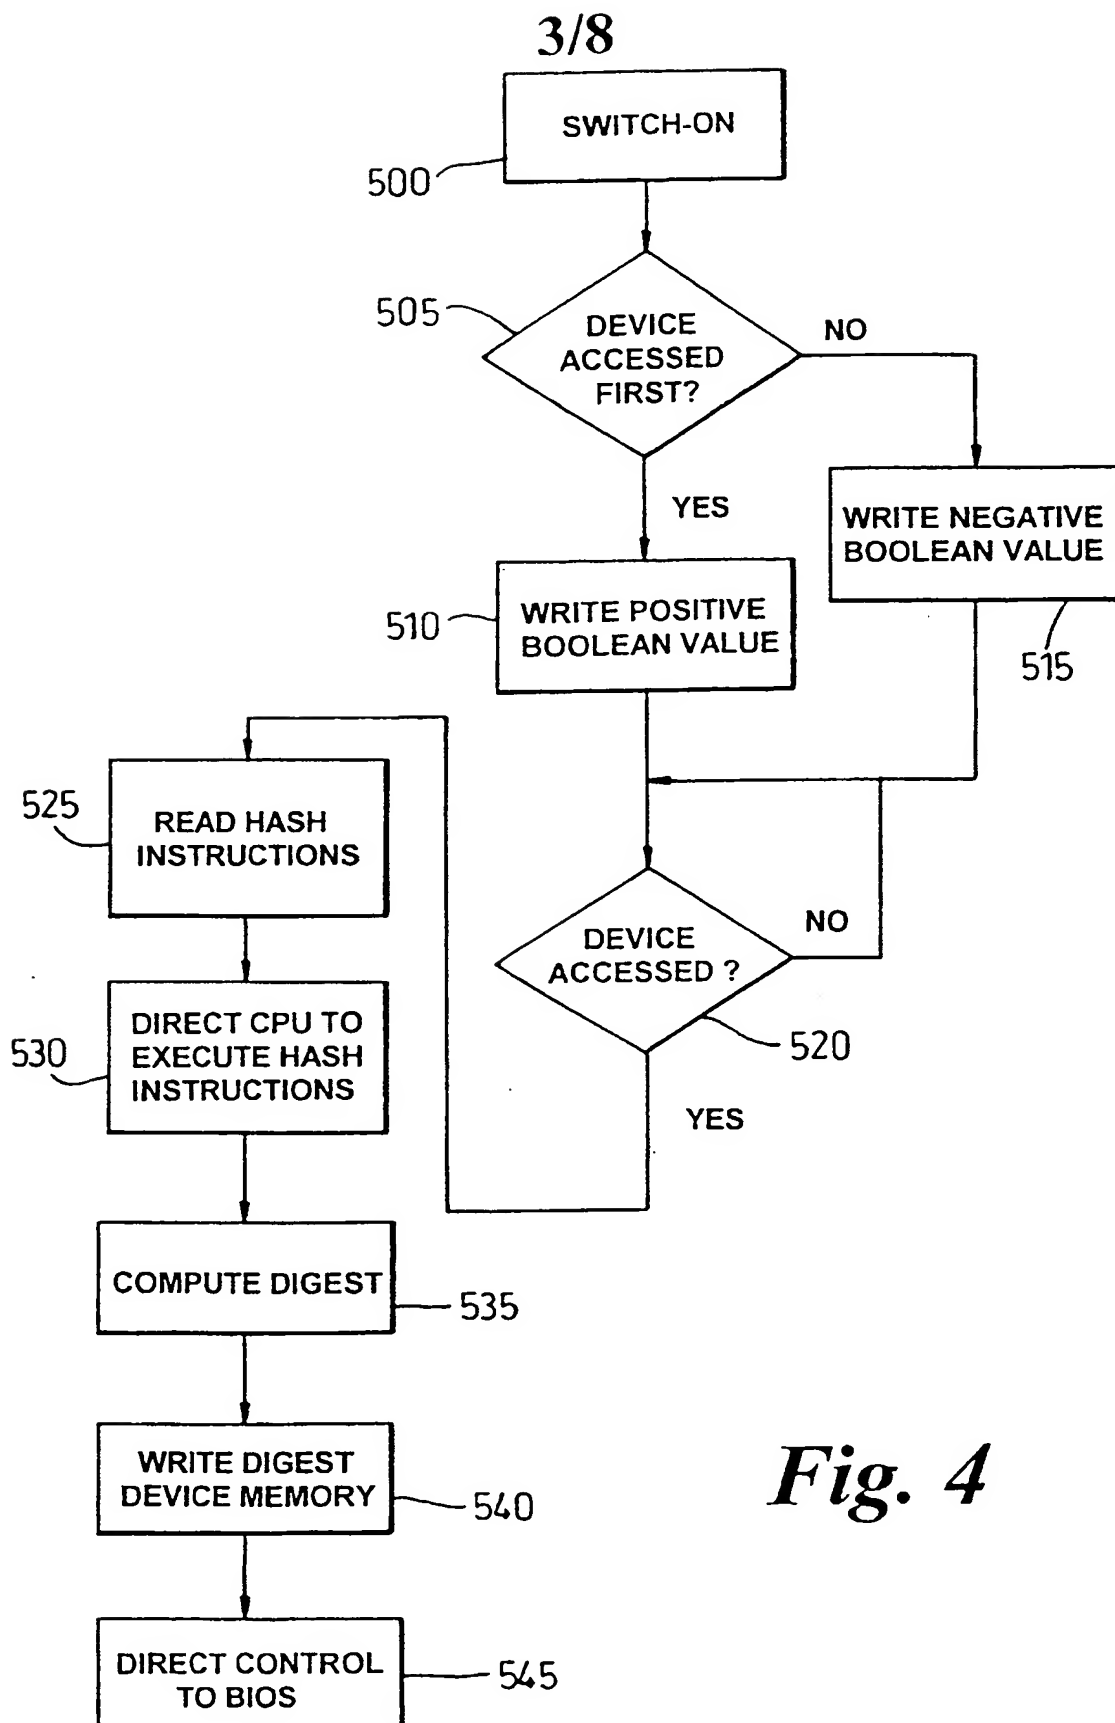 3/8
SWITCH-ON
500
505
DEVICE
ACCESSED
FIRST?
NO
YES
WRITE NEGATIVE
BOOLEAN VALUE
515
510
WRITE POSITIVE
BOOLEAN VALUE
525
READ HASH
INSTRUCTIONS
DEVICE
ACCESSED ?
NO
520
YES
530
DIRECT CPU TO
EXECUTE HASH
INSTRUCTIONS
COMPUTE DIGEST
535
WRITE DIGEST
DEVICE MEMORY
540
DIRECT CONTROL
TO BIOS
545
Fig. 4